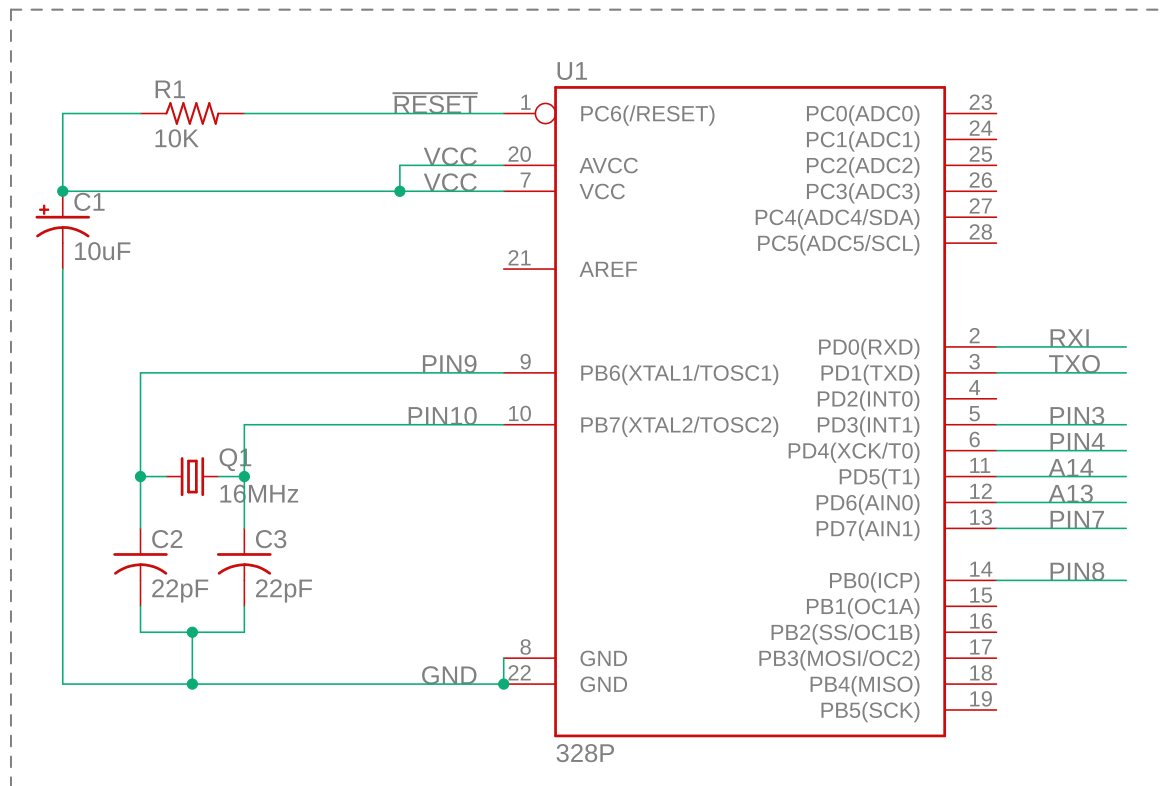 U1
R1
10K
RESET
1
PC6(/RESET)
VCC
20
AVCC
VCC
7
VCC
C1
+
10uF
21
AREF
PIN9
9
PB6(XTAL1/TOSC1)
PIN10
10
PB7(XTAL2/TOSC2)
Q1
16MHz
C2
22pF
C3
22pF
8
GND
GND
22
GND
PC0(ADC0)
23
PC1(ADC1)
24
PC2(ADC2)
25
PC3(ADC3)
26
PC4(ADC4/SDA)
27
PC5(ADC5/SCL)
28
PD0(RXD)
2
RXI
PD1(TXD)
3
TXO
PD2(INT0)
4
PD3(INT1)
5
PIN3
PD4(XCK/T0)
6
PIN4
PD5(T1)
11
A14
PD6(AIN0)
12
A13
PD7(AIN1)
13
PIN7
PB0(ICP)
14
PIN8
PB1(OC1A)
15
PB2(SS/OC1B)
16
PB3(MOSI/OC2)
17
PB4(MISO)
18
PB5(SCK)
19
328P